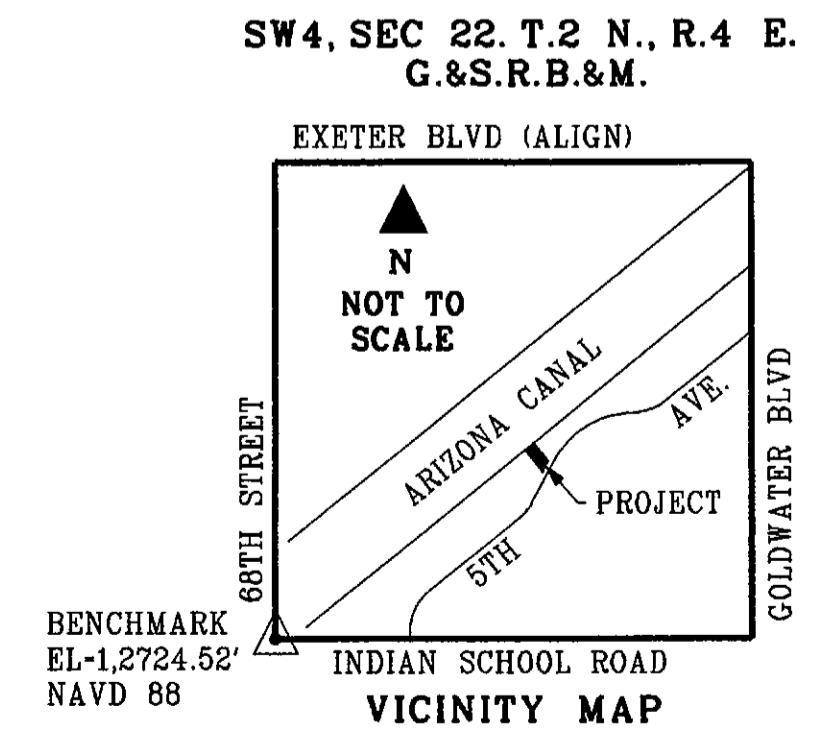 SW4, SEC 22. T.2 N., R.4 E.
G.&S.R.B.&M.
EXETER BLVD (ALIGN)
N
NOT TO
SCALE
ARIZONA CANAL
AVE.
68TH STREET
GOLDWATER BLVD
PROJECT
5TH
BENCHMARK
EL=1,2724.52'
NAVD 88
INDIAN SCHOOL ROAD
VICINITY MAP